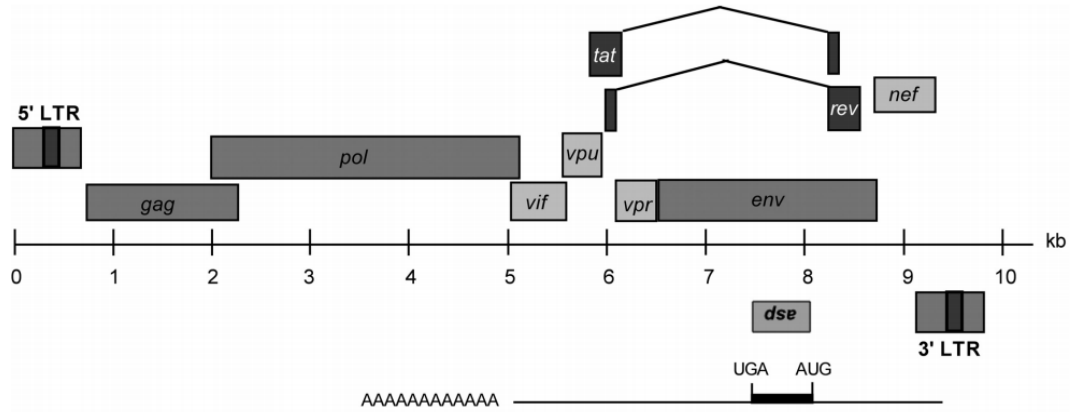 tat
5' LTR
rev
nef
pol
vpu
gag
vif
vpr
env
kb
0 1 2 3 4 5 6 7 8 9 10
asp
3' LTR
UGA AUG
AAAAAAAAAAAA